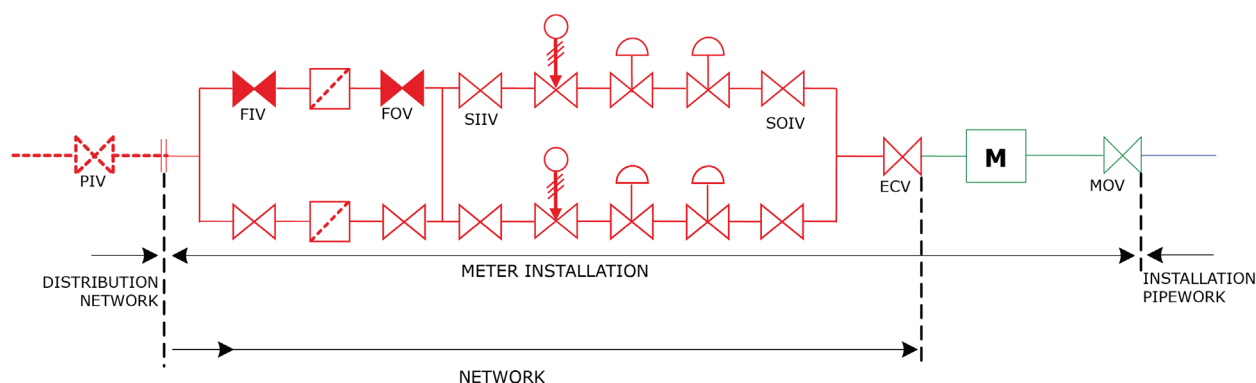 FIV
FOV
SIIV
SOIV
PIV
ECV
M
MOV
DISTRIBUTION
NETWORK
METER INSTALLATION
INSTALLATION
PIPEWORK
NETWORK